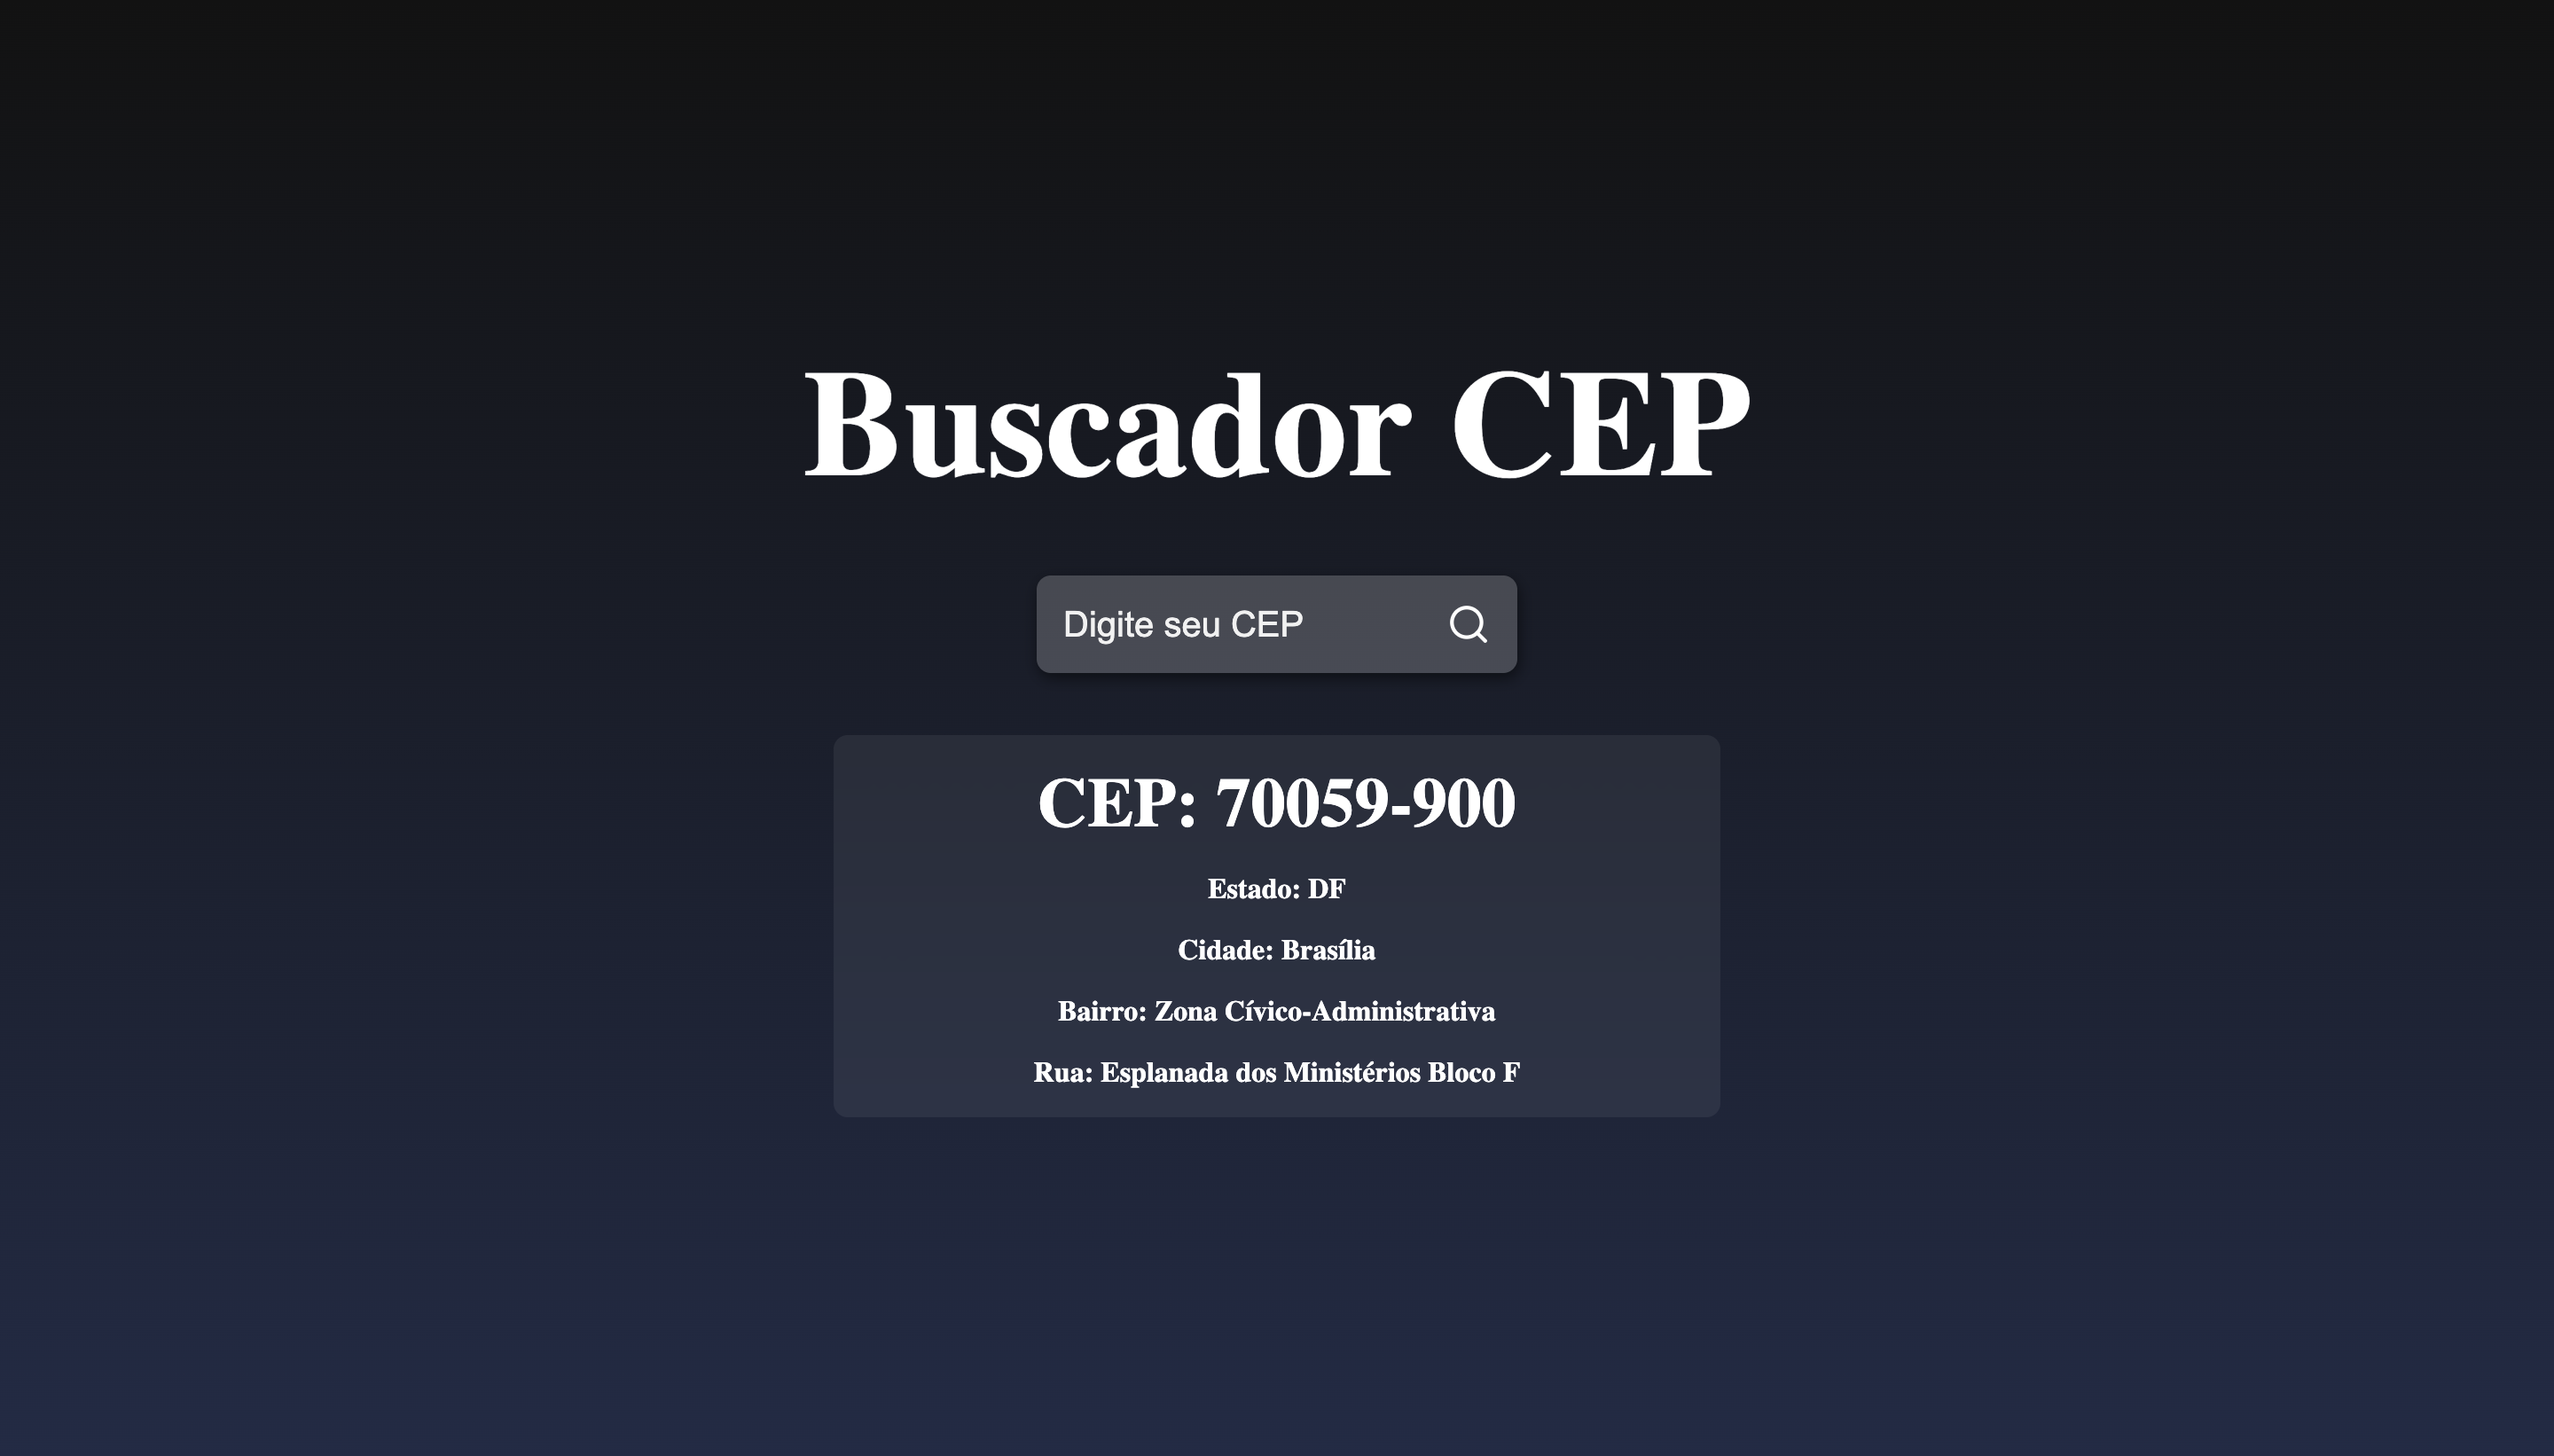 Buscador CEP
Digite seu CEP
CEP: 70059-900
Estado: DF
Cidade: Brasília
Bairro: Zona Cívico-Administrativa
Rua: Esplanada dos Ministérios Bloco F